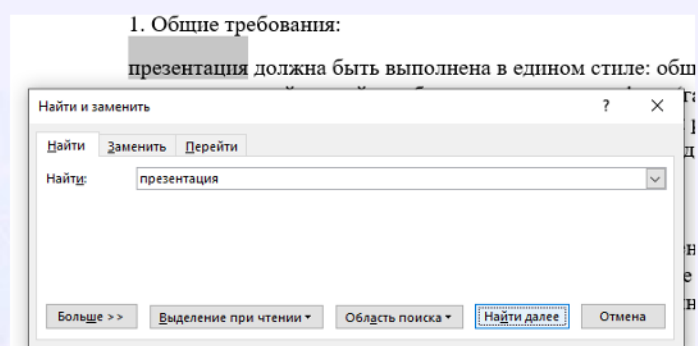 1. Общие требования:
презентация должна быть выполнена в едином стиле: общ
Найти и заменить ? ×
Найти Заменить Перейти
Найти: презентация
Больше >> Выделение при чтении Область поиска Найти далее Отмена